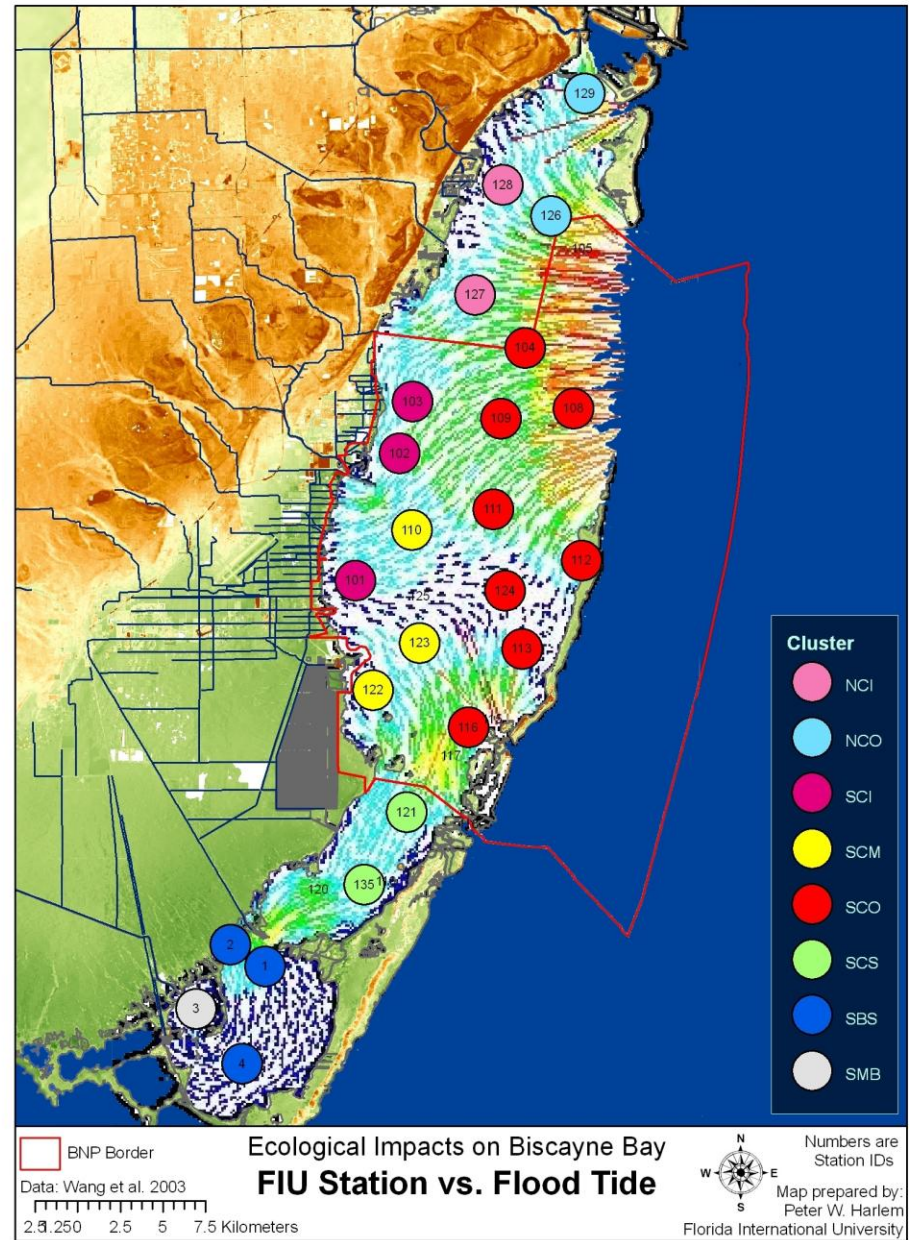 129
128
126
105
127
104
103
108
109
102
111
110
112
101
124
125
123
113
122
116
117
121
135
120
2
1
3
4
Cluster
NCI
NCO
SCI
SCM
SCO
SCS
SBS
SMB
BNP Border
Data: Wang et al. 2003
2.5 1.25 0 2.5 5 7.5 Kilometers
Ecological Impacts on Biscayne Bay
FIU Station vs. Flood Tide
N
W E
S
Numbers are
Station IDs
Map prepared by:
Peter W. Harlem
Florida International University